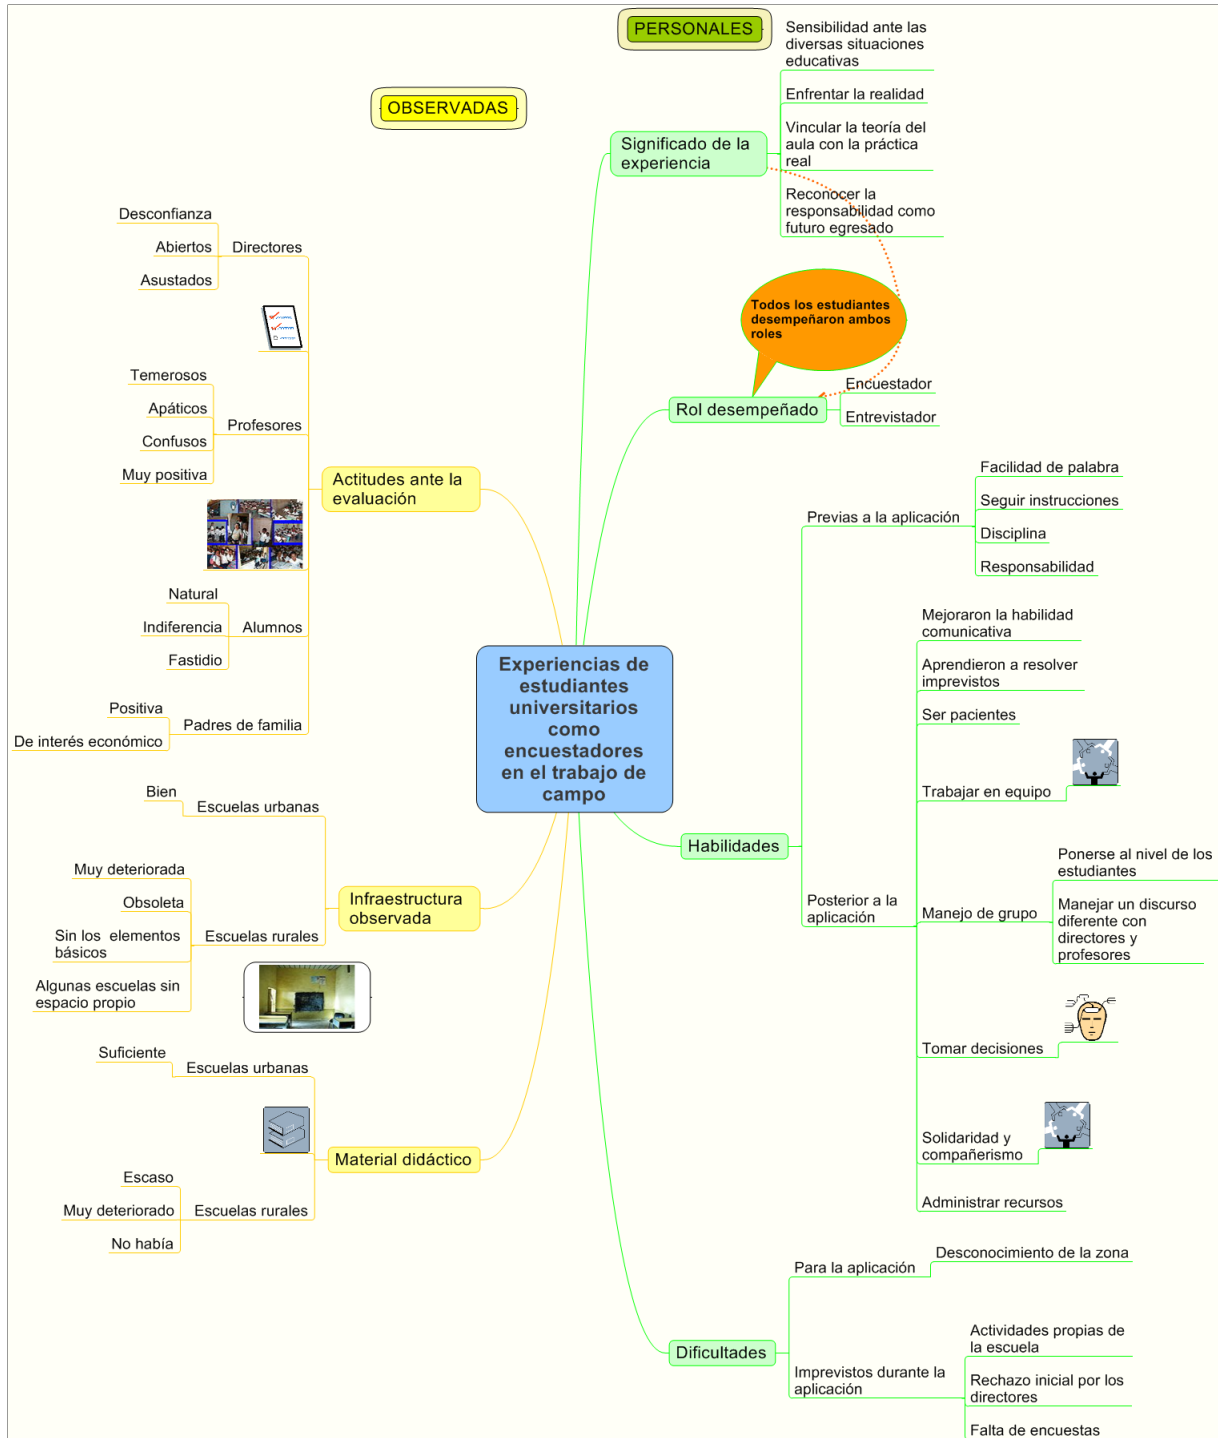 PERSONALES
OBSERVADAS
Experiencias de
estudiantes
universitarios
como
encuestadores
en el trabajo de
campo
Significado de la
experiencia
Sensibilidad ante las
diversas situaciones
educativas
Enfrentar la realidad
Vincular la teoría del
aula con la práctica
real
Reconocer la
responsabilidad como
futuro egresado
Todos los estudiantes
desempeñaron ambos
roles
Rol desempeñado
Encuestador
Entrevistador
Habilidades
Previas a la aplicación
Facilidad de palabra
Seguir instrucciones
Disciplina
Responsabilidad
Posterior a la
aplicación
Mejoraron la habilidad
comunicativa
Aprendieron a resolver
imprevistos
Ser pacientes
Trabajar en equipo
Manejo de grupo
Ponerse al nivel de los
estudiantes
Manejar un discurso
diferente con
directores y
profesores
Tomar decisiones
Solidaridad y
compañerismo
Administrar recursos
Dificultades
Para la aplicación
Desconocimiento de la zona
Imprevistos durante la
aplicación
Actividades propias de
la escuela
Rechazo inicial por los
directores
Falta de encuestas
Actitudes ante la
evaluación
Directores
Desconfianza
Abiertos
Asustados
Profesores
Temerosos
Apáticos
Confusos
Muy positiva
Alumnos
Natural
Indiferencia
Fastidio
Padres de familia
Positiva
De interés económico
Infraestructura
observada
Escuelas urbanas
Bien
Escuelas rurales
Muy deteriorada
Obsoleta
Sin los elementos
básicos
Algunas escuelas sin
espacio propio
Material didáctico
Escuelas urbanas
Suficiente
Escuelas rurales
Escaso
Muy deteriorado
No había